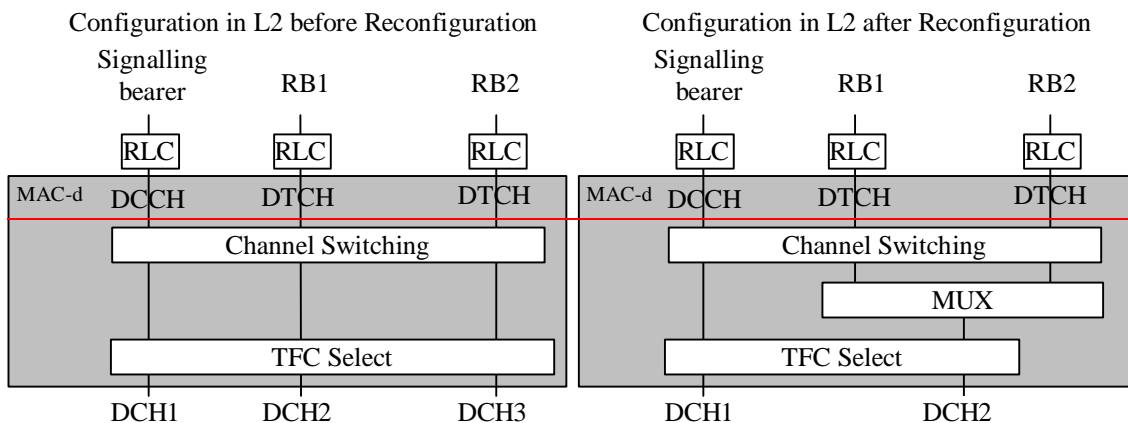 Configuration in L2 before Reconfiguration
Configuration in L2 after Reconfiguration
Signalling
bearer
RB1
RB2
Signalling
bearer
RB1
RB2
RLC
RLC
RLC
RLC
RLC
RLC
MAC-d
DCCH
DTCH
DTCH
MAC-d
DCCH
DTCH
DTCH
Channel Switching
Channel Switching
MUX
TFC Select
TFC Select
DCH1
DCH2
DCH3
DCH1
DCH2